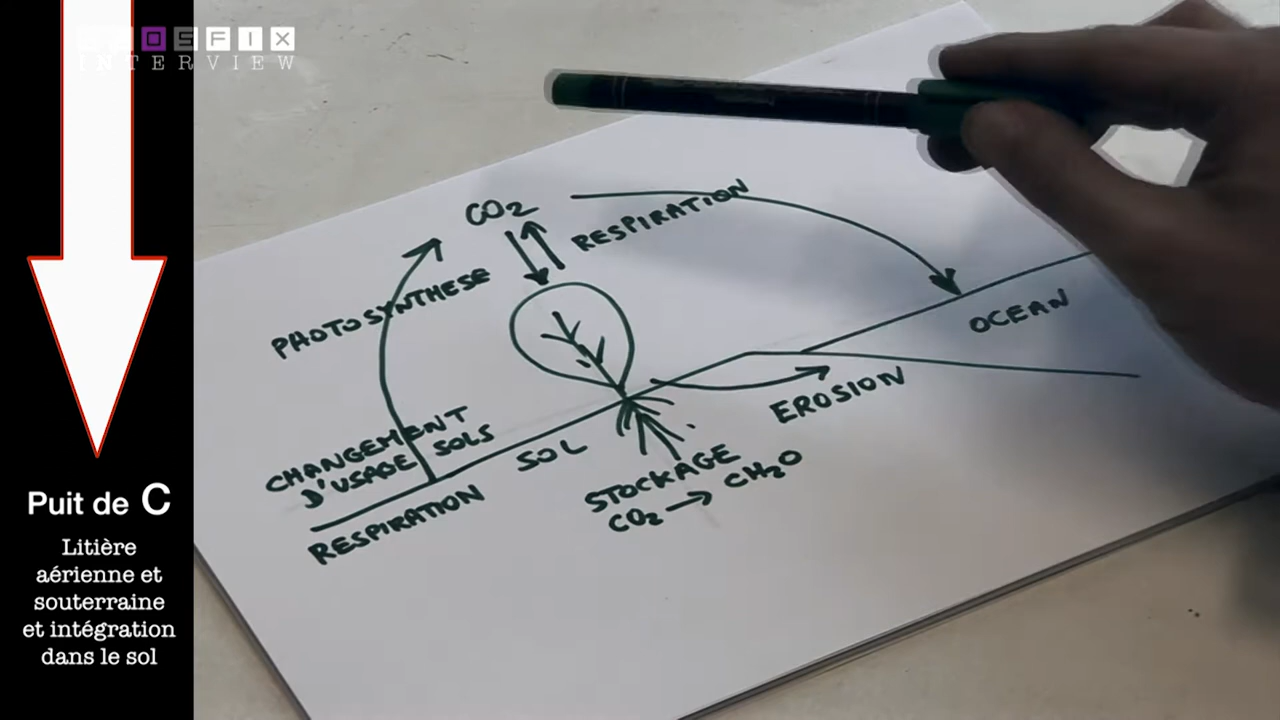 INTERVIEW
Puit de C
Litière
aérienne et
souterraine
et intégration
dans le sol
CO2
RESPIRATION
PHOTOSYNTHESE
OCEAN
EROSION
CHANGEMENT
D'USAGE SOLS
SOL
RESPIRATION
STOCKAGE
CO2 → CH2O